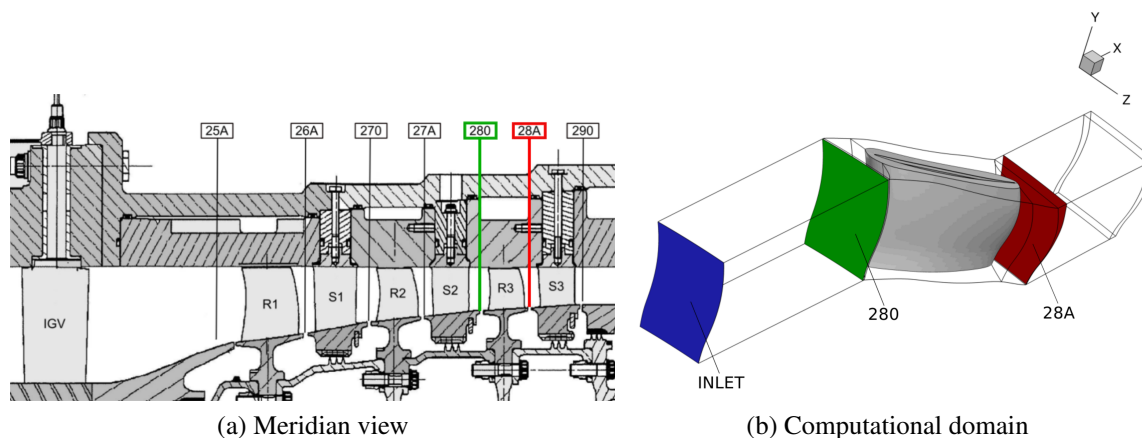 25A
26A
270
27A
280
28A
290
IGV
R1
S1
R2
S2
R3
S3
(a) Meridian view
Y
X
Z
280
28A
INLET
(b) Computational domain